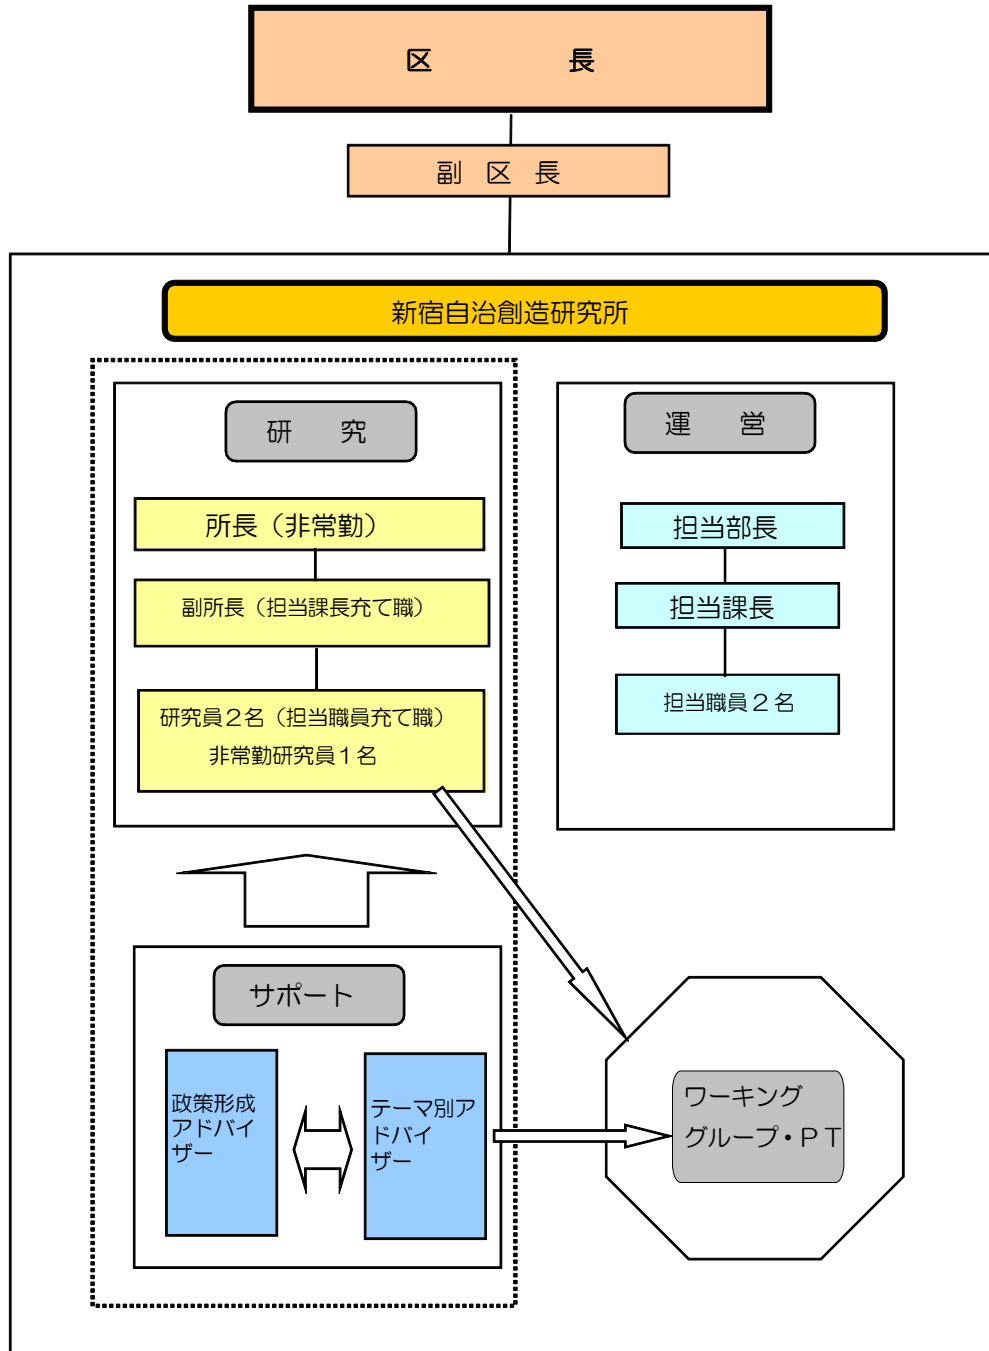 区　長
副　区　長
新宿自治創造研究所
研　究
所長（非常勤）
副所長（担当課長充て職）
研究員２名（担当職員充て職）
非常勤研究員１名
運　営
担当部長
担当課長
担当職員２名
サポート
政策形成
アドバイ
ザー
テーマ別ア
ドバイ
ザー
ワーキング
グループ・ＰＴ